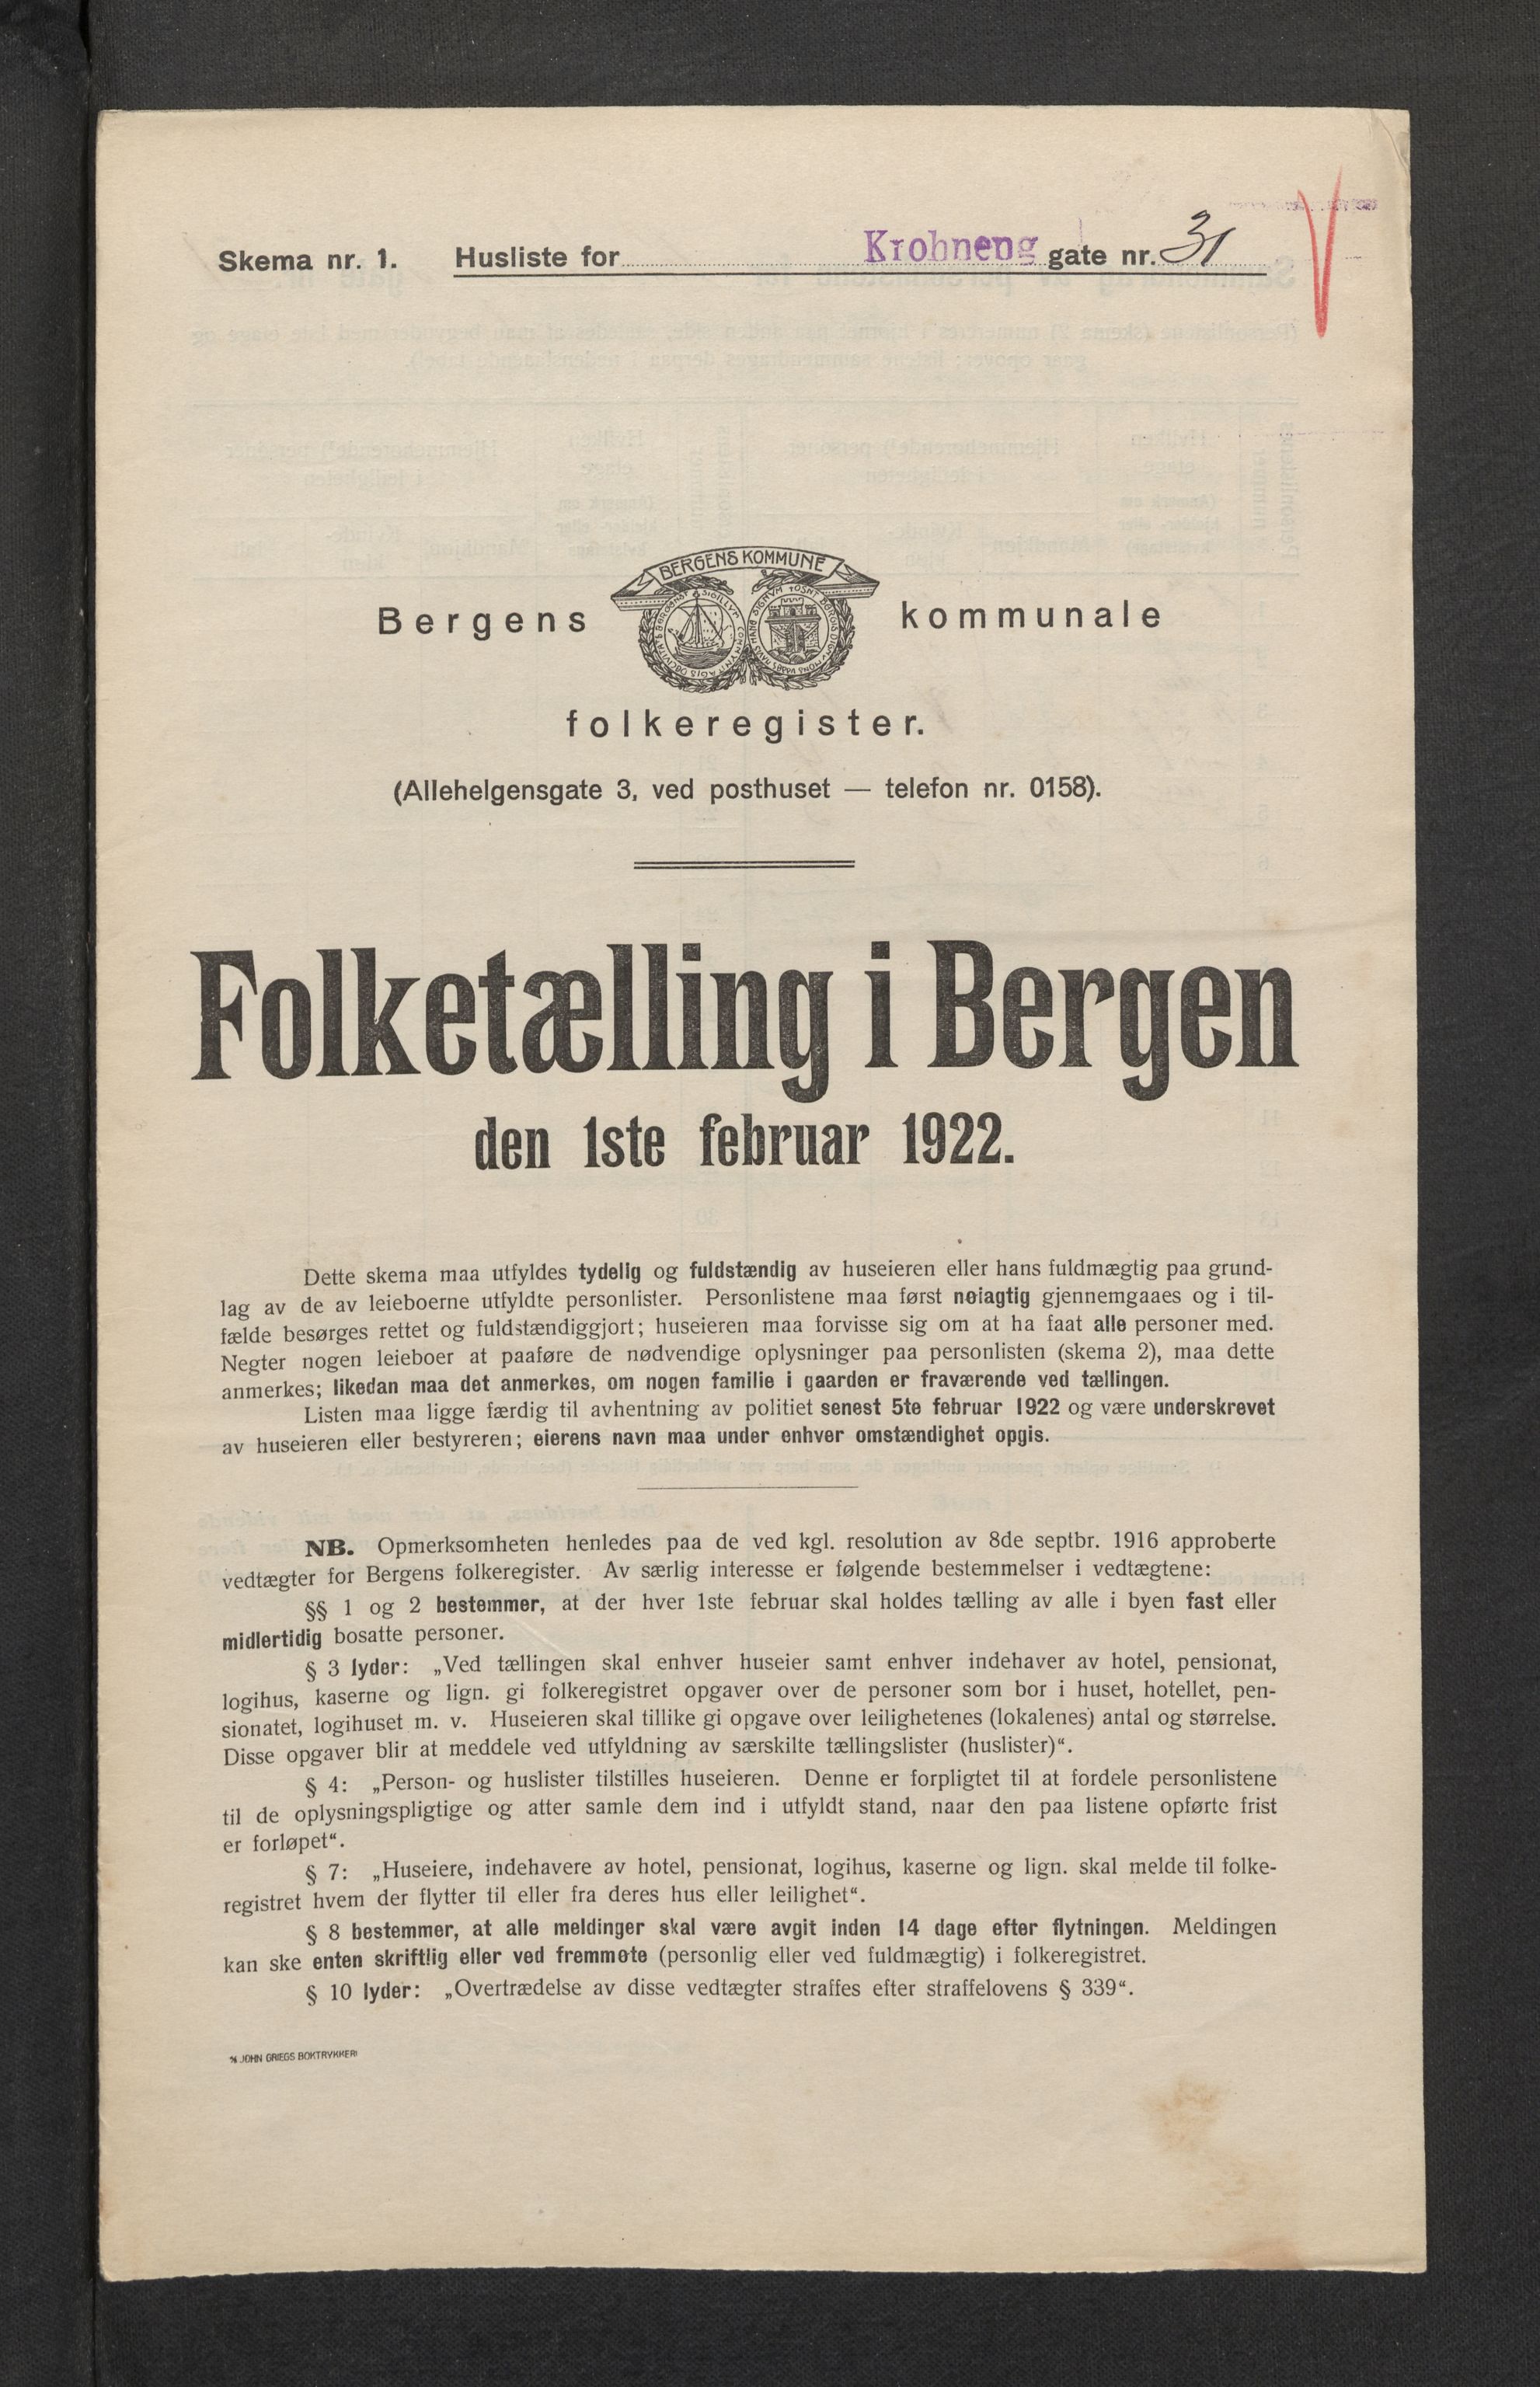 Skema nr. 1. Husliste for Krohneng gate nr. 31
BERGENS KOMMUNE
Bergens kommunale
folkeregister.
(Allehelgensgate 3, ved posthuset — telefon nr. 0158).
Folketælling i Bergen
den 1ste februar 1922.
Dette skema maa utfyldes tydelig og fuldstændig av huseieren eller hans fuldmægtig paa grund-
lag av de av leieboerne utfyldte personlister. Personlistene maa først nøiagtig gjennemgaaes og i til-
fælde besørges rettet og fuldstændiggjort; huseieren maa forvisse sig om at ha faat alle personer med.
Negter nogen leieboer at paaføre de nødvendige oplysninger paa personlisten (skema 2), maa dette
anmerkes; likedan maa det anmerkes, om nogen familie i gaarden er fraværende ved tællingen.
Listen maa ligge færdig til avhentning av politiet senest 5te februar 1922 og være underskrevet
av huseieren eller bestyreren; eierens navn maa under enhver omstændighet opgis.
NB. Opmerksomheten henledes paa de ved kgl. resolution av 8de septbr. 1916 approberte
vedtægter for Bergens folkeregister. Av særlig interesse er følgende bestemmelser i vedtægtene:
§§ 1 og 2 bestemmer, at der hver 1ste februar skal holdes tælling av alle i byen fast eller
midlertidig bosatte personer.
§ 3 lyder: „Ved tællingen skal enhver huseier samt enhver indehaver av hotel, pensionat,
logihus, kaserne og lign. gi folkeregistret opgaver over de personer som bor i huset, hotellet, pen-
sionatet, logihuset m. v. Huseieren skal tillike gi opgave over leilighetenes (lokalenes) antal og størrelse.
Disse opgaver blir at meddele ved utfyldning av særskilte tællingslister (huslister)“.
§ 4: „Person- og huslister tilstilles huseieren. Denne er forpligtet til at fordele personlistene
til de oplysningspligtige og atter samle dem ind i utfyldt stand, naar den paa listene opførte frist
er forløpet“.
§ 7: „Huseiere, indehavere av hotel, pensionat, logihus, kaserne og lign. skal melde til folke-
registret hvem der flytter til eller fra deres hus eller leilighet“.
§ 8 bestemmer, at alle meldinger skal være avgit inden 14 dage efter flytningen. Meldingen
kan ske enten skriftlig eller ved fremmøte (personlig eller ved fuldmægtig) i folkeregistret.
§ 10 lyder: „Overtrædelse av disse vedtægter straffes efter straffelovens § 339“.
JOHN GRIEGS BOKTRYKKERI